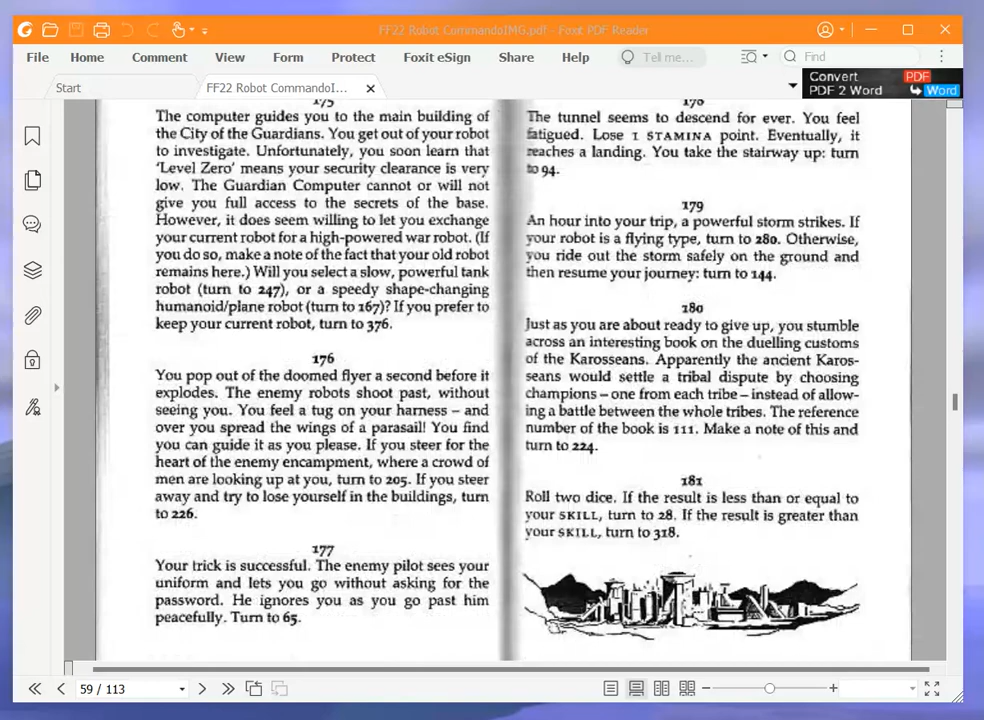 FF22 Robot CommandoIMG.pdf - Foxit PDF Reader
File Home Comment View Form Protect Foxit eSign Share Help Tell me... Find
Start
FF22 Robot CommandoI...
Convert PDF
PDF 2 Word Word
175
The computer guides you to the main building of
the City of the Guardians. You get out of your robot
to investigate. Unfortunately, you soon learn that
'Level Zero' means your security clearance is very
low. The Guardian Computer cannot or will not
give you full access to the secrets of the base.
However, it does seem willing to let you exchange
your current robot for a high-powered war robot. (If
you do so, make a note of the fact that your old robot
remains here.) Will you select a slow, powerful tank
robot (turn to 247), or a speedy shape-changing
humanoid/plane robot (turn to 167)? If you prefer to
keep your current robot, turn to 376.
176
You pop out of the doomed flyer a second before it
explodes. The enemy robots shoot past, without
seeing you. You feel a tug on your harness – and
over you spread the wings of a parasail! You find
you can guide it as you please. If you steer for the
heart of the enemy encampment, where a crowd of
men are looking up at you, turn to 205. If you steer
away and try to lose yourself in the buildings, turn
to 226.
177
Your trick is successful. The enemy pilot sees your
uniform and lets you go without asking for the
password. He ignores you as you go past him
peacefully. Turn to 65.
178
The tunnel seems to descend for ever. You feel
fatigued. Lose 1 STAMINA point. Eventually, it
reaches a landing. You take the stairway up: turn
to 94.
179
An hour into your trip, a powerful storm strikes. If
your robot is a flying type, turn to 280. Otherwise,
you ride out the storm safely on the ground and
then resume your journey: turn to 144.
180
Just as you are about ready to give up, you stumble
across an interesting book on the duelling customs
of the Karosseans. Apparently the ancient Karos-
seans would settle a tribal dispute by choosing
champions – one from each tribe – instead of allow-
ing a battle between the whole tribes. The reference
number of the book is 111. Make a note of this and
turn to 224.
181
Roll two dice. If the result is less than or equal to
your SKILL, turn to 28. If the result is greater than
your SKILL, turn to 318.
59 / 113